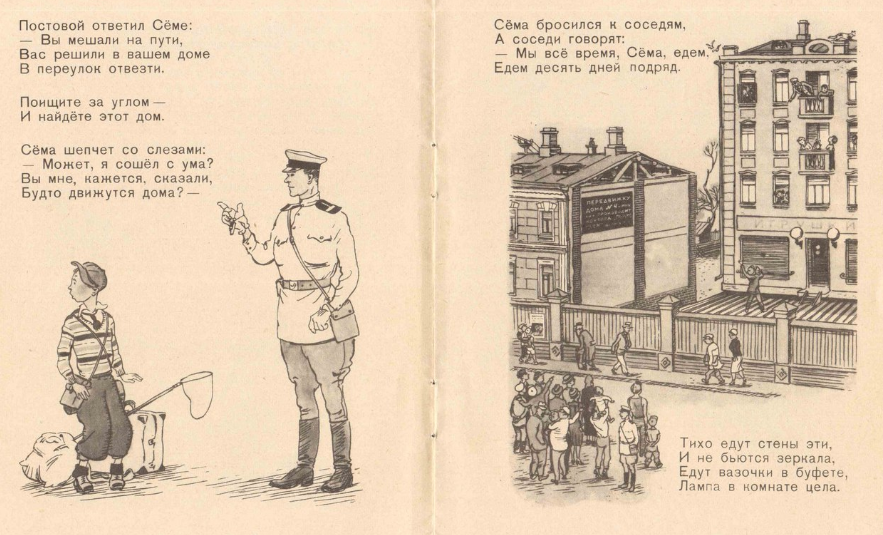 Постовой ответил Сёме:
— Вы мешали на пути,
Вас решили в вашем доме
В переулок отвезти.
Поищите за углом —
И найдёте этот дом.
Сёма шепчет со слезами:
— Может, я сошёл с ума?
Вы мне, кажется, сказали,
Будто движутся дома? —
Сёма бросился к соседям,
А соседи говорят:
— Мы всё время, Сёма, едем,
Едем десять дней подряд.
ПЕРЕДВИЖКУ
ДОМА
Тихо едут стены эти,
И не бьются зеркала,
Едут вазочки в буфете,
Лампа в комнате цела.